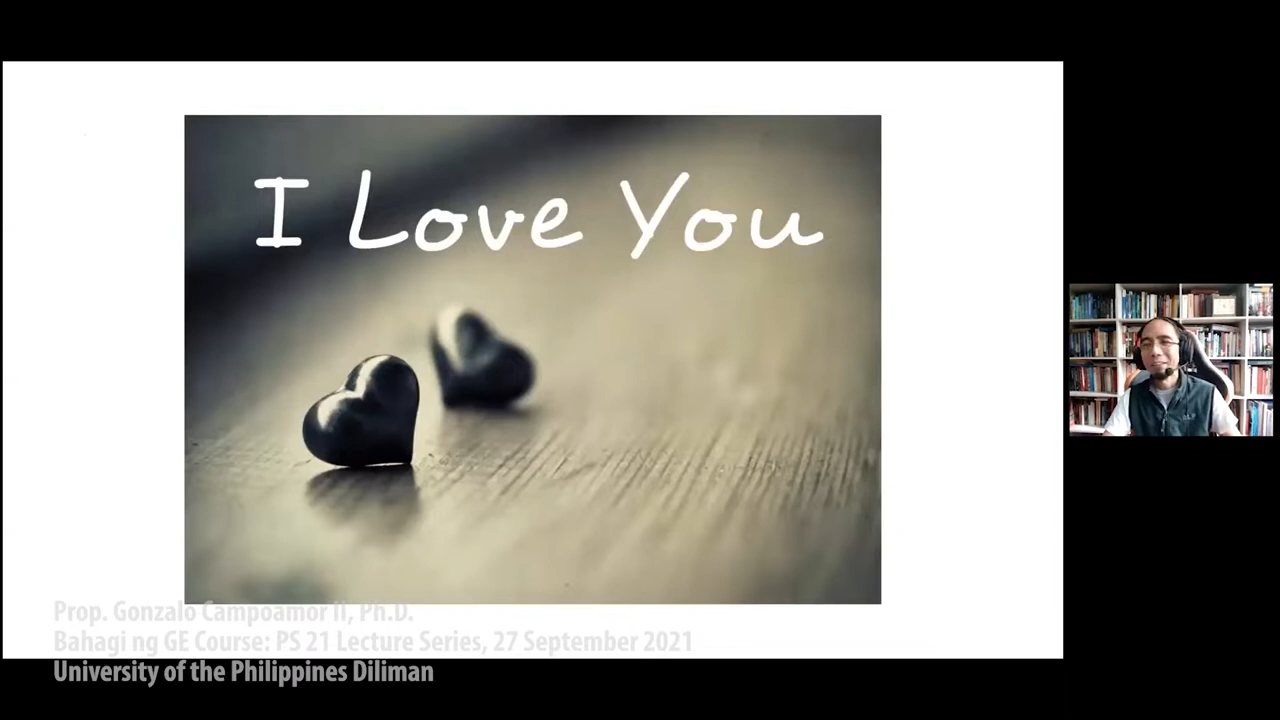 I Love You
Prop. Gonzalo Campoamor II, Ph.D.
Bahagi ng GE Course: PS 21 Lecture Series, 27 September 2021
University of the Philippines Diliman